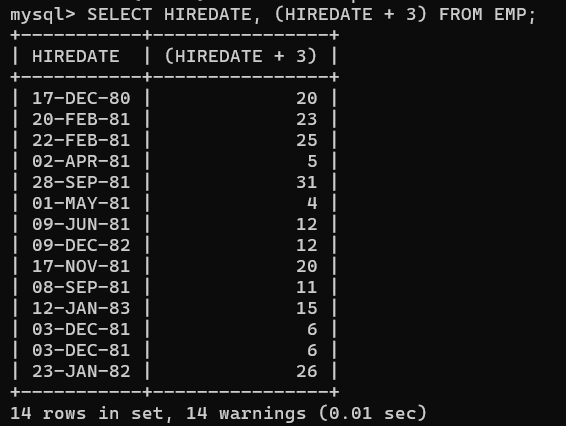 mysql> SELECT HIREDATE, (HIREDATE + 3) FROM EMP;
+-----------+----------------+
| HIREDATE  | (HIREDATE + 3) |
+-----------+----------------+
| 17-DEC-80 |             20 |
| 20-FEB-81 |             23 |
| 22-FEB-81 |             25 |
| 02-APR-81 |              5 |
| 28-SEP-81 |             31 |
| 01-MAY-81 |              4 |
| 09-JUN-81 |             12 |
| 09-DEC-82 |             12 |
| 17-NOV-81 |             20 |
| 08-SEP-81 |             11 |
| 12-JAN-83 |             15 |
| 03-DEC-81 |              6 |
| 03-DEC-81 |              6 |
| 23-JAN-82 |             26 |
+-----------+----------------+
14 rows in set, 14 warnings (0.01 sec)